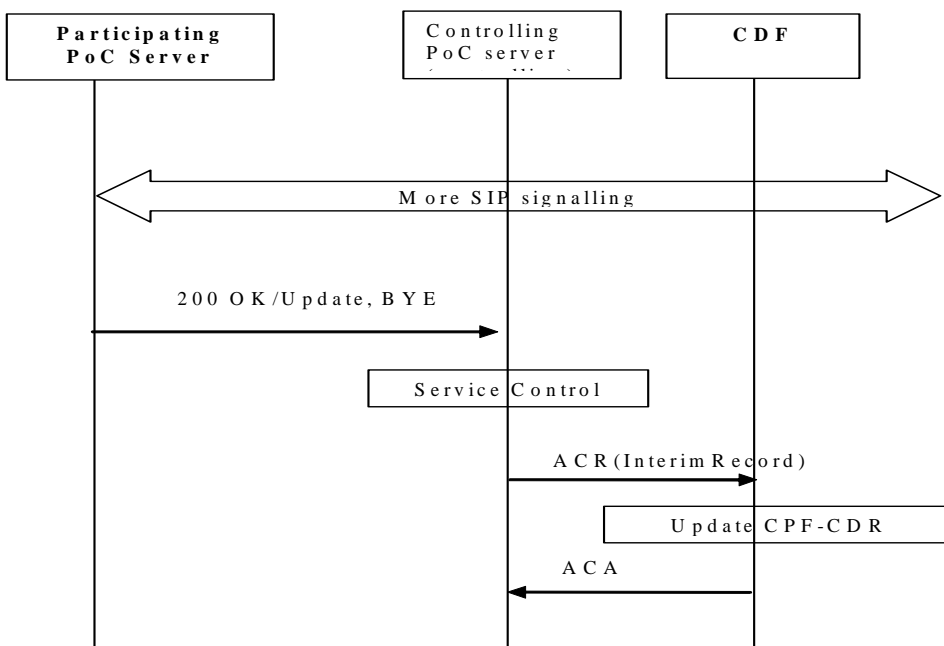 Participating
PoC Server
Controlling
PoC server
CDF
More SIP signalling
200 OK/Update, BYE
Service Control
ACR(Interim Record)
Update CPF-CDR
ACA